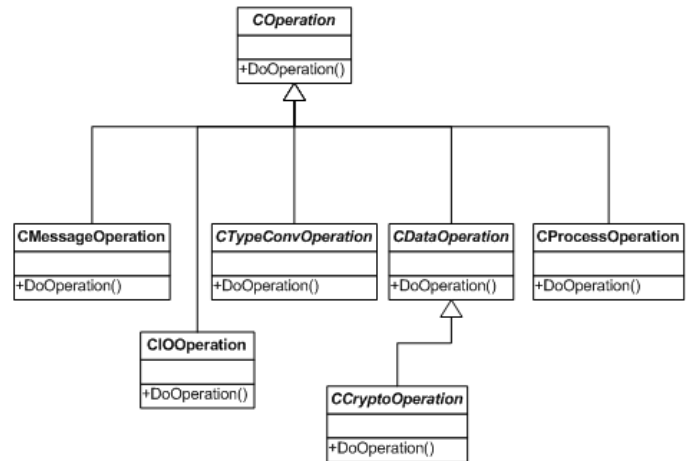 COperation
+DoOperation()
CMessageOperation
+DoOperation()
CTypeConvOperation
+DoOperation()
CDataOperation
+DoOperation()
CProcessOperation
+DoOperation()
CIOOperation
+DoOperation()
CCryptoOperation
+DoOperation()